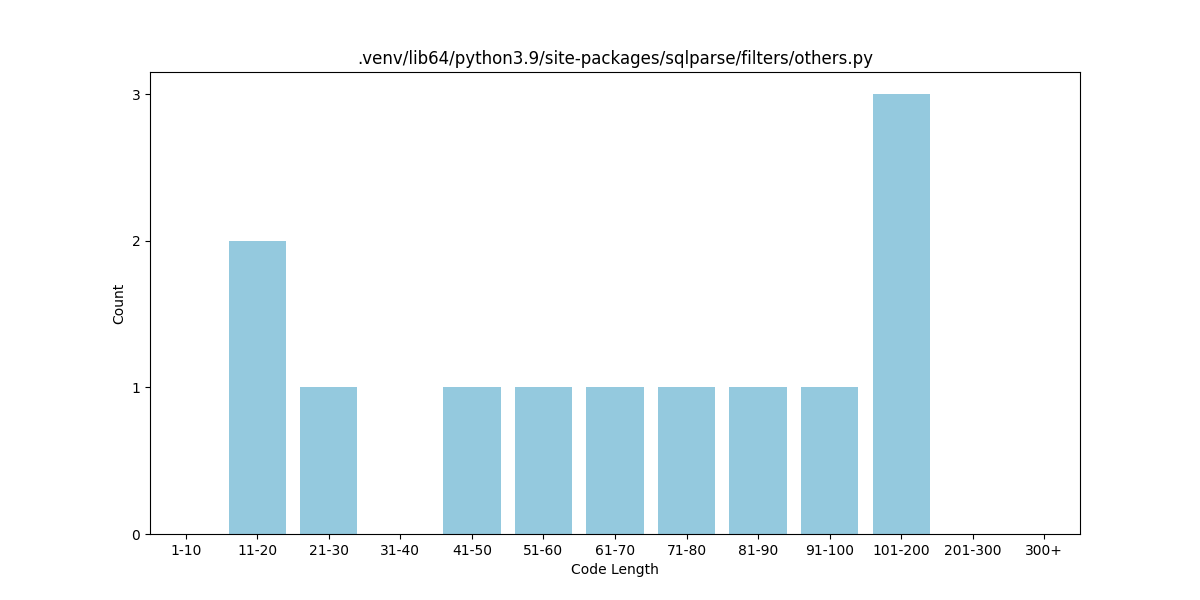 .venv/lib64/python3.9/site-packages/sqlparse/filters/others.py
3
2
1
0
Count
1-10 11-20 21-30 31-40 41-50 51-60 61-70 71-80 81-90 91-100 101-200 201-300 300+
Code Length